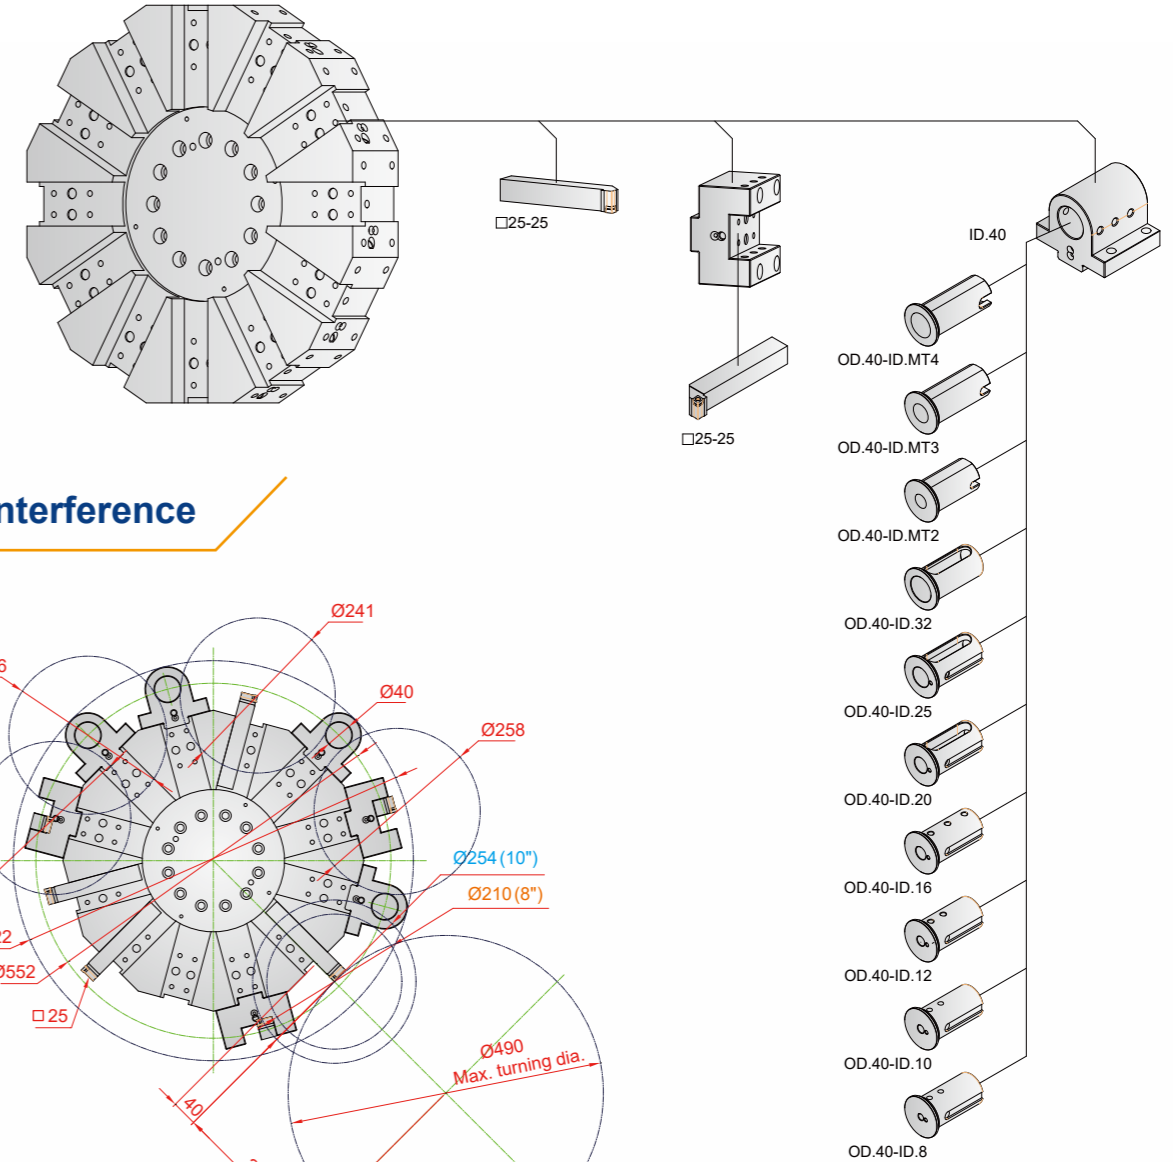 □25-25
ID.40
OD.40-ID.MT4
□25-25
OD.40-ID.MT3
nterference
OD.40-ID.MT2
Ø241
OD.40-ID.32
6
Ø40
OD.40-ID.25
Ø258
OD.40-ID.20
Ø254 (10")
Ø210 (8")
OD.40-ID.16
22
Ø552
□25
OD.40-ID.12
Ø490
Max. turning dia.
OD.40-ID.10
40
OD.40-ID.8